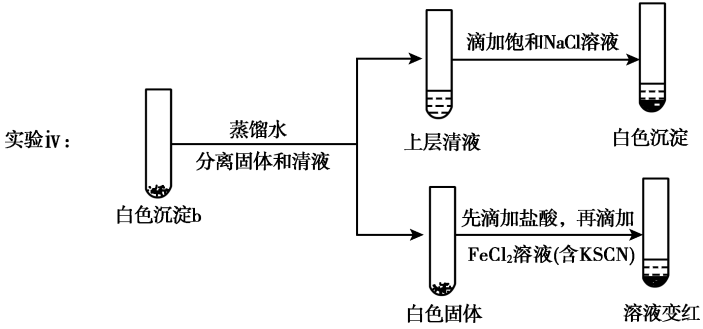 滴加饱和NaCl溶液
实验ⅳ：
蒸馏水
分离固体和清液
上层清液
白色沉淀
白色沉淀b
先滴加盐酸，再滴加
FeCl₂溶液(含KSCN)
白色固体
溶液变红